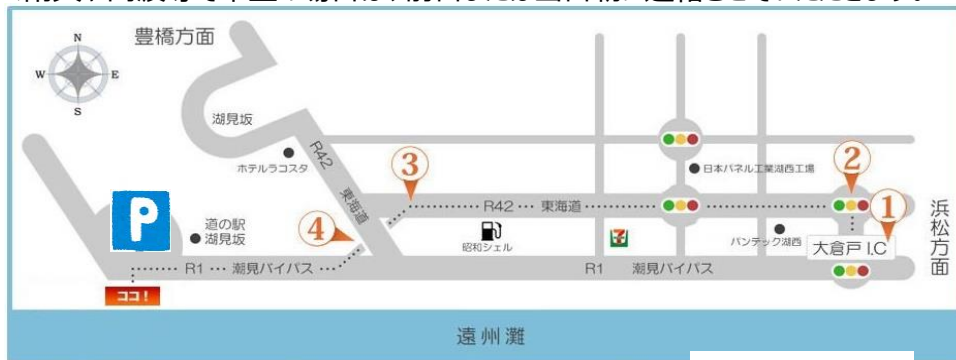 N
W
E
S
豊橋方面
潮見坂
ホテルラコスタ
R42
東海道
3
2
日本パネル工業湖西工場
R42
東海道
1
浜松方面
P
道の駅
潮見坂
4
昭和シェル
7
バンテック湖西
大倉戸 I.C
R1
潮見バイパス
R1
潮見バイパス
ココ!
遠州灘